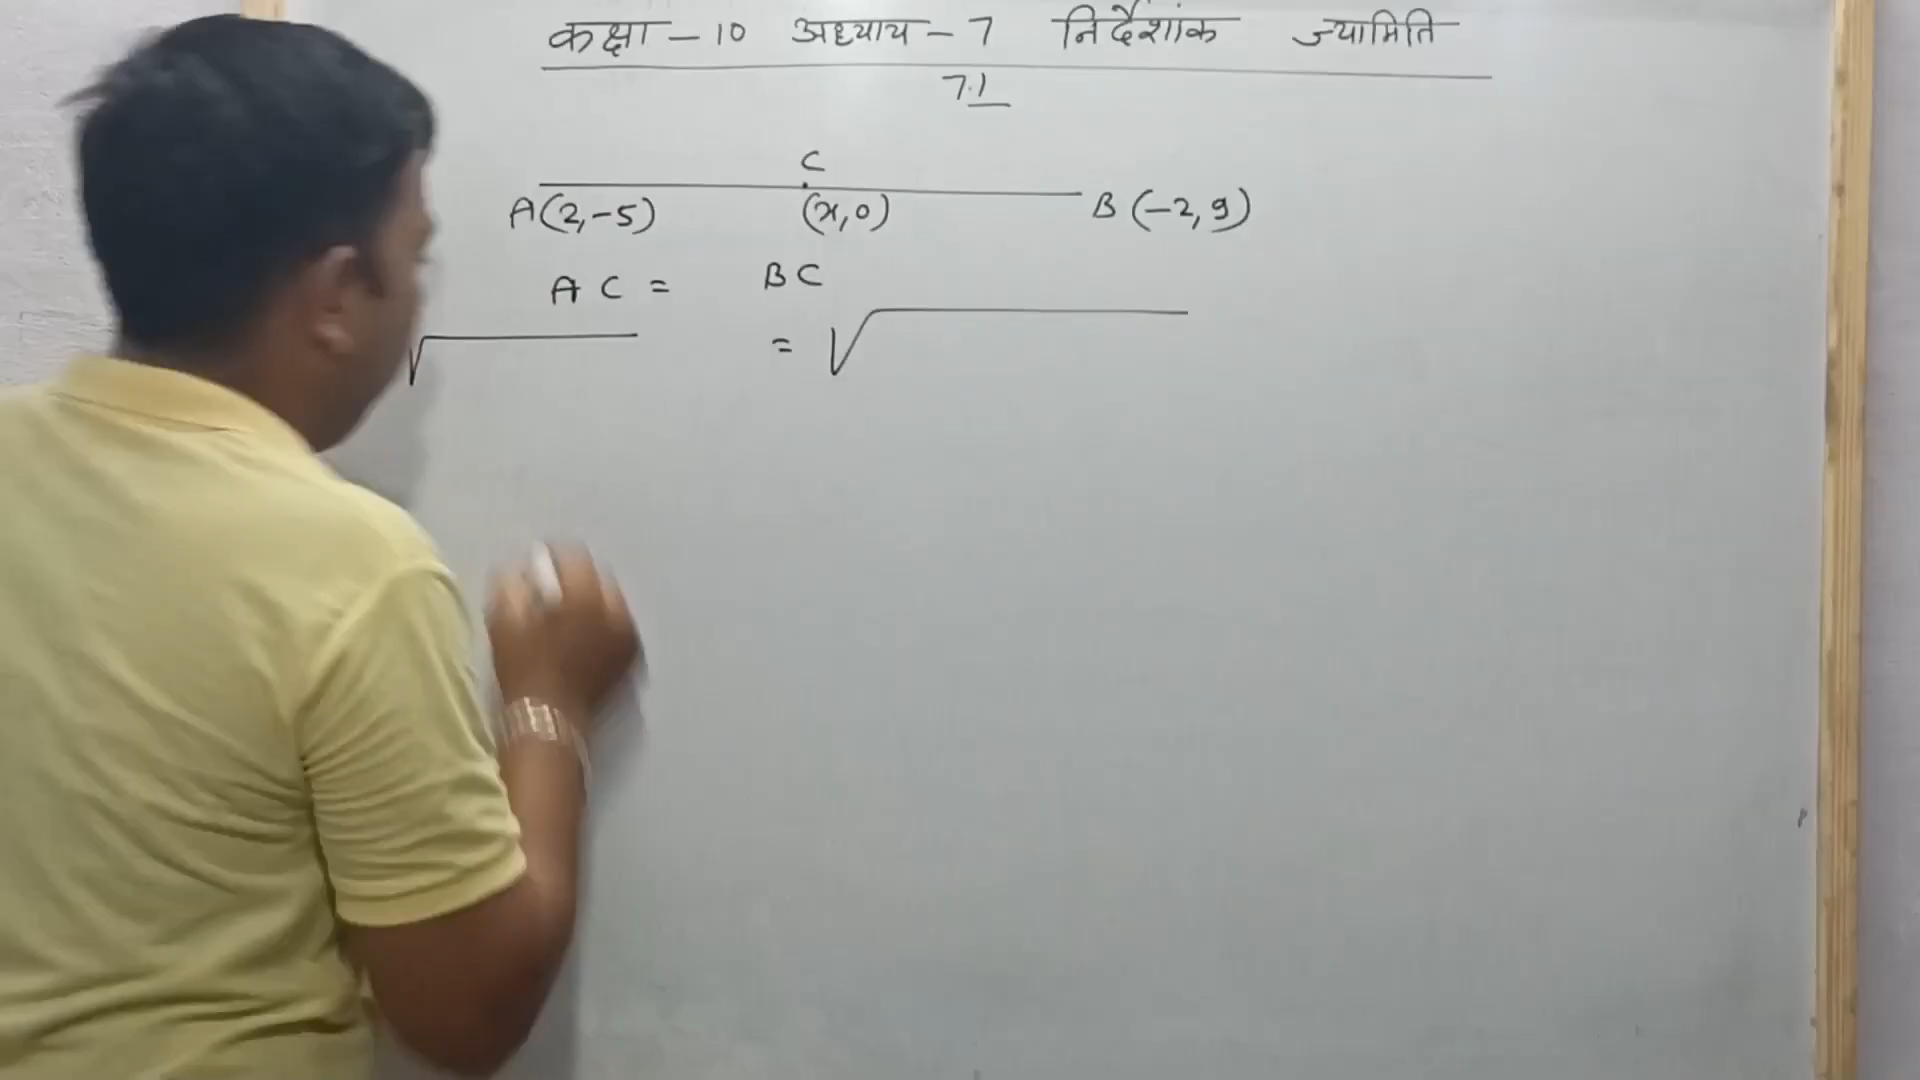 कक्षा - 10 अध्याय - 7 निर्देशांक ज्यामिति
7.1
C
A(2,-5) (x,0) B(-2,9)
AC = BC
√ = √